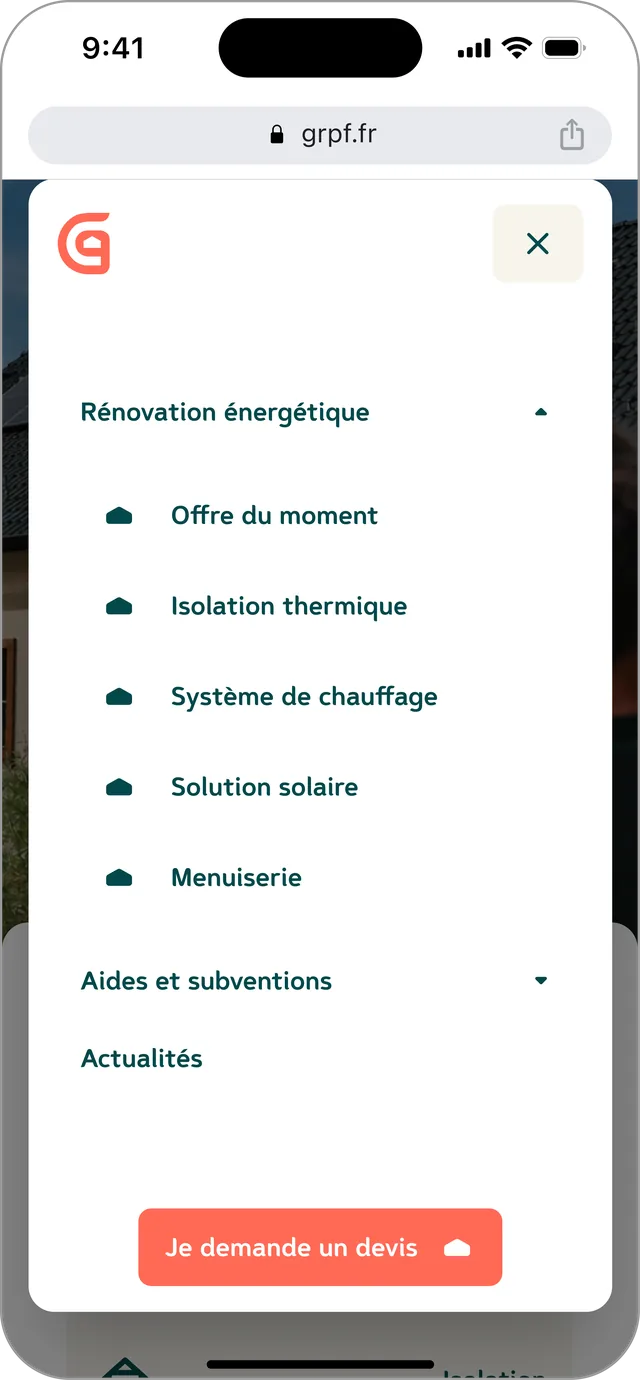 9:41
grpf.fr
Rénovation énergétique
Offre du moment
Isolation thermique
Système de chauffage
Solution solaire
Menuiserie
Aides et subventions
Actualités
Je demande un devis
Isolation